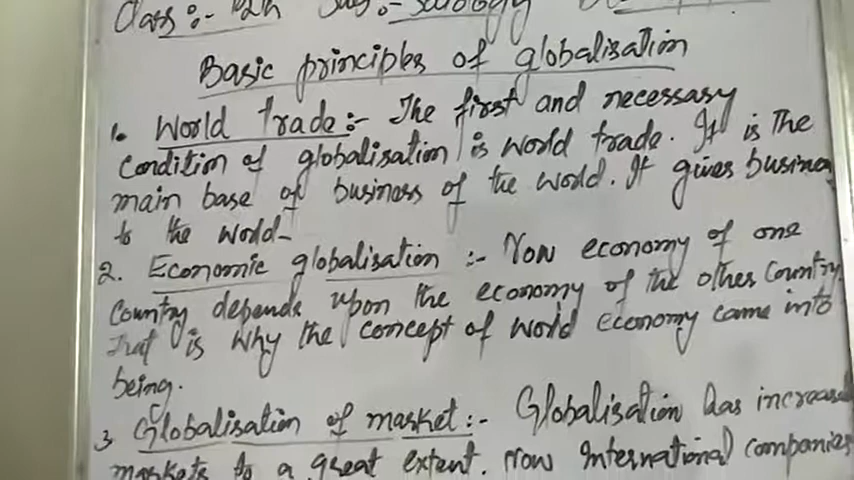 Class:- 12th Sub:- Sociology
Basic principles of globalisation
1. World trade:- The first and necessary
condition of globalisation is world trade. It is The
main base of business of the world. It gives business
to the world-
2. Economic globalisation :- Now economy of one
Country depends upon the economy of the other Country
That is why the concept of world economy came into
being.
3 Globalisation of market:- Globalisation has increased
markets to a great extent. Now International companies